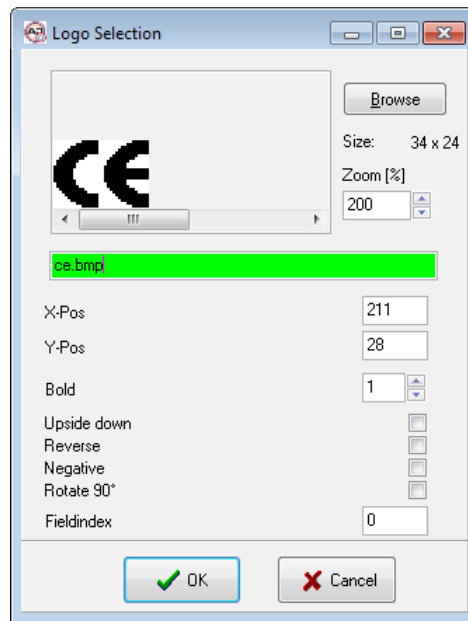 Logo Selection
Browse
CE
Size: 34 x 24
Zoom [%]
200
ce.bmp
X-Pos 211
Y-Pos 28
Bold 1
Upside down
Reverse
Negative
Rotate 90°
Fieldindex 0
OK Cancel